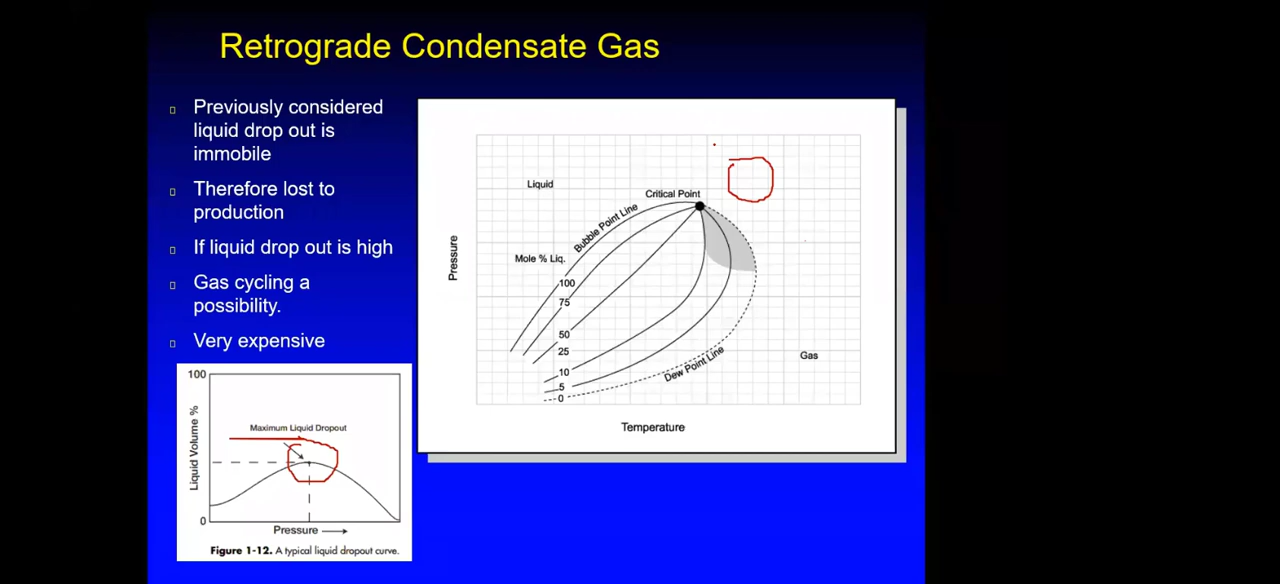 Retrograde Condensate Gas
Previously considered
liquid drop out is
immobile
Therefore lost to
production
If liquid drop out is high
Gas cycling a
possibility.
Very expensive
Liquid
Critical Point
Bubble Point Line
Pressure
Mole % Liq.
100
75
50
25
10
5
0
Dew Point Line
Gas
Temperature
100
Liquid Volume %
Maximum Liquid Dropout
0
Pressure
Figure 1-12. A typical liquid dropout curve.